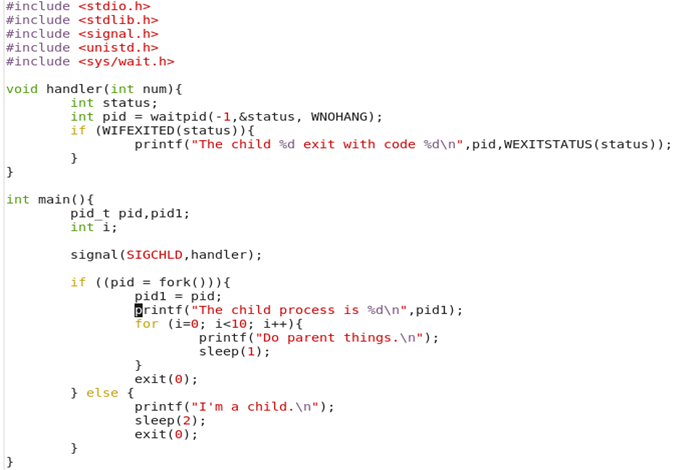 #include <stdio.h>
#include <stdlib.h>
#include <signal.h>
#include <unistd.h>
#include <sys/wait.h>
void handler(int num){
int status;
int pid = waitpid(-1,&status, WNOHANG);
if (WIFEXITED(status)){
printf("The child %d exit with code %d\n",pid,WEXITSTATUS(status));
}
}
int main(){
pid_t pid,pid1;
int i;
signal(SIGCHLD,handler);
if ((pid = fork())){
pid1 = pid;
printf("The child process is %d\n",pid1);
for (i=0; i<10; i++){
printf("Do parent things.\n");
sleep(1);
}
exit(0);
} else {
printf("I'm a child.\n");
sleep(2);
exit(0);
}
}